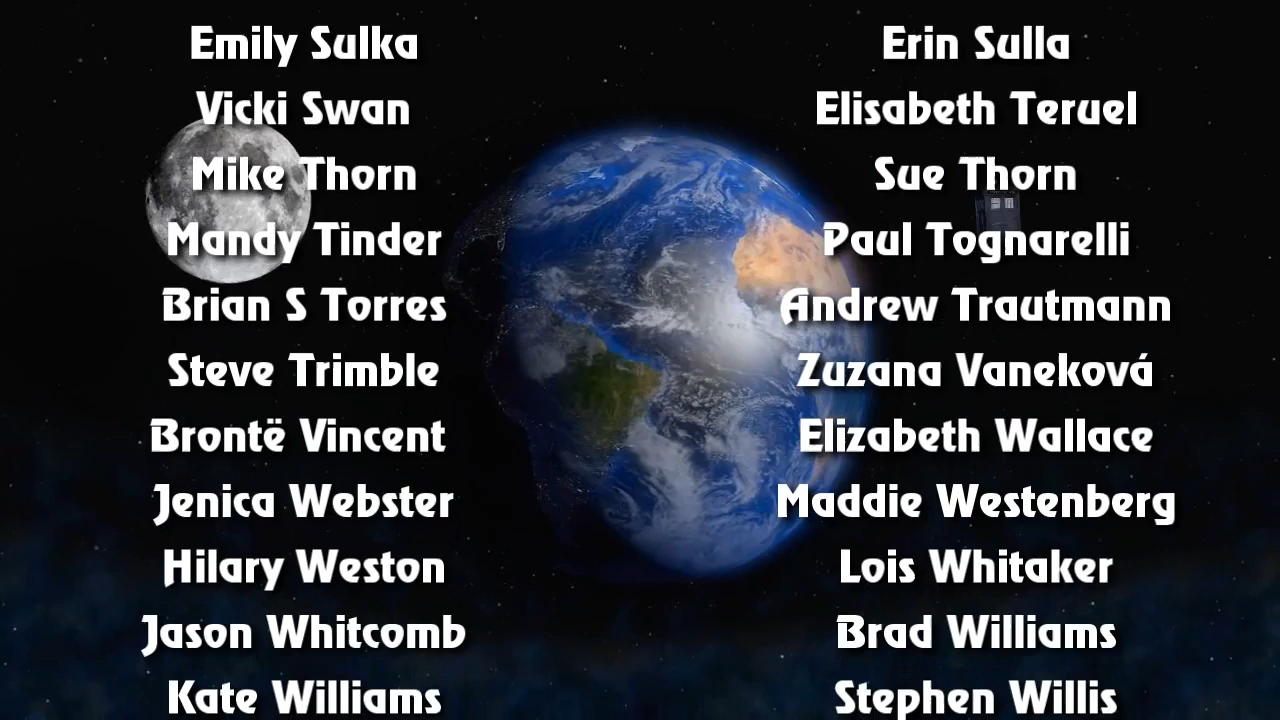 Emily Sulka
Erin Sulla
Vicki Swan
Elisabeth Teruel
Mike Thorn
Sue Thorn
Mandy Tinder
Paul Tognarelli
Brian S Torres
Andrew Trautmann
Steve Trimble
Zuzana Vaneková
Brontë Vincent
Elizabeth Wallace
Jenica Webster
Maddie Westenberg
Hilary Weston
Lois Whitaker
Jason Whitcomb
Brad Williams
Kate Williams
Stephen Willis